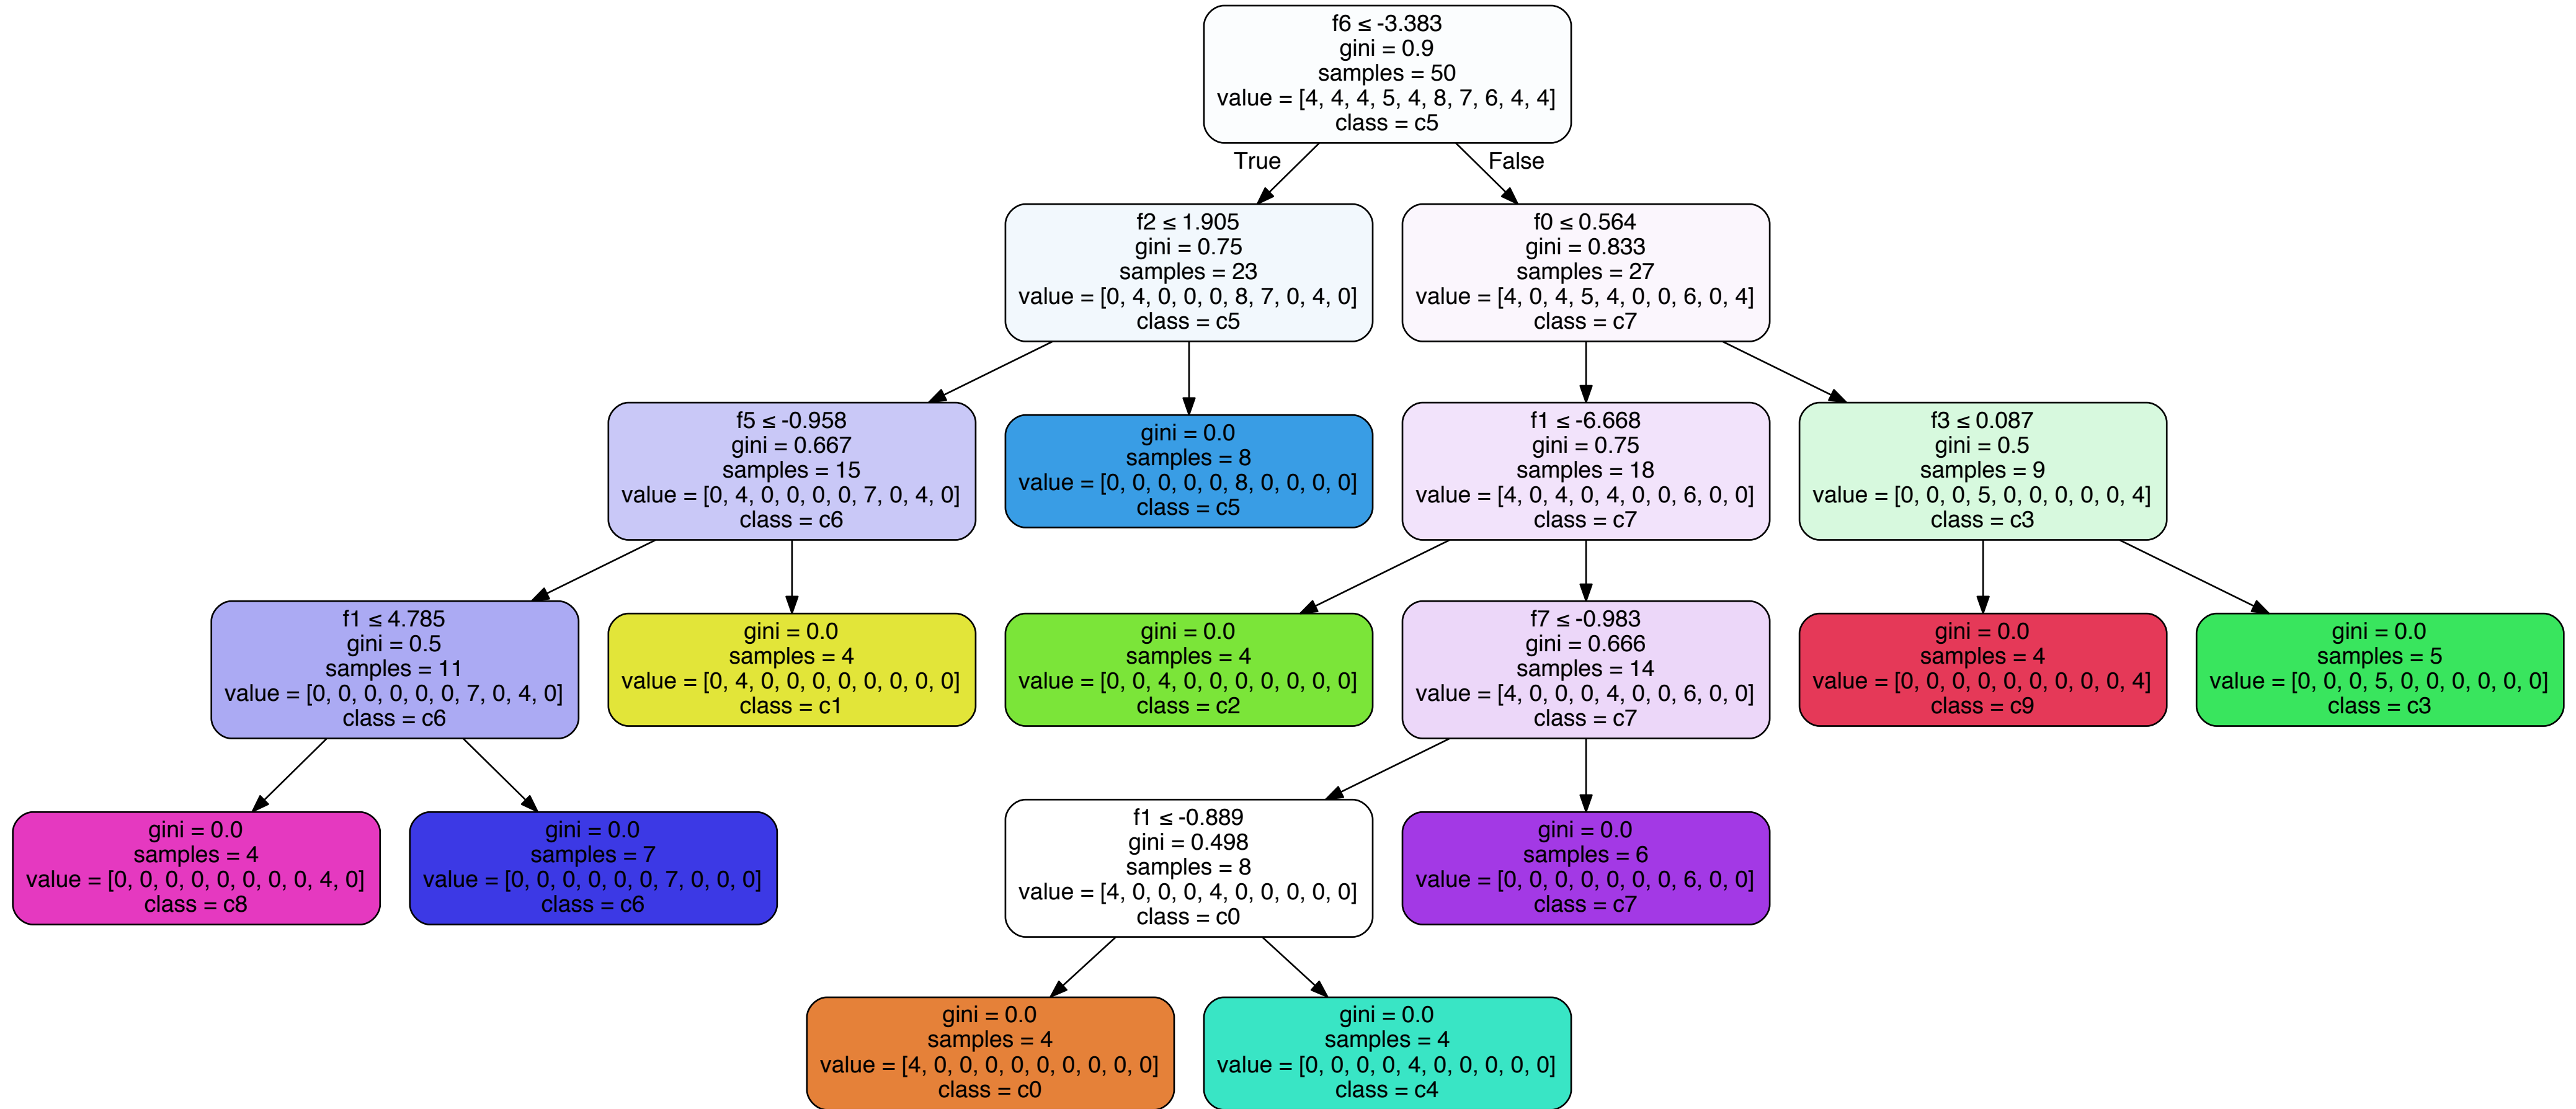 f6 ≤ -3.383
gini = 0.9
samples = 50
value = [4, 4, 4, 5, 4, 8, 7, 6, 4, 4]
class = c5
True
False
f2 ≤ 1.905
gini = 0.75
samples = 23
value = [0, 4, 0, 0, 0, 8, 7, 0, 4, 0]
class = c5
f0 ≤ 0.564
gini = 0.833
samples = 27
value = [4, 0, 4, 5, 4, 0, 0, 6, 0, 4]
class = c7
f5 ≤ -0.958
gini = 0.667
samples = 15
value = [0, 4, 0, 0, 0, 0, 7, 0, 4, 0]
class = c6
gini = 0.0
samples = 8
value = [0, 0, 0, 0, 0, 8, 0, 0, 0, 0]
class = c5
f1 ≤ -6.668
gini = 0.75
samples = 18
value = [4, 0, 4, 0, 4, 0, 0, 6, 0, 0]
class = c7
f3 ≤ 0.087
gini = 0.5
samples = 9
value = [0, 0, 0, 5, 0, 0, 0, 0, 0, 4]
class = c3
f1 ≤ 4.785
gini = 0.5
samples = 11
value = [0, 0, 0, 0, 0, 0, 7, 0, 4, 0]
class = c6
gini = 0.0
samples = 4
value = [0, 4, 0, 0, 0, 0, 0, 0, 0, 0]
class = c1
gini = 0.0
samples = 4
value = [0, 0, 4, 0, 0, 0, 0, 0, 0, 0]
class = c2
f7 ≤ -0.983
gini = 0.666
samples = 14
value = [4, 0, 0, 0, 4, 0, 0, 6, 0, 0]
class = c7
gini = 0.0
samples = 4
value = [0, 0, 0, 0, 0, 0, 0, 0, 0, 4]
class = c9
gini = 0.0
samples = 5
value = [0, 0, 0, 5, 0, 0, 0, 0, 0, 0]
class = c3
gini = 0.0
samples = 4
value = [0, 0, 0, 0, 0, 0, 0, 0, 4, 0]
class = c8
gini = 0.0
samples = 7
value = [0, 0, 0, 0, 0, 0, 7, 0, 0, 0]
class = c6
f1 ≤ -0.889
gini = 0.498
samples = 8
value = [4, 0, 0, 0, 4, 0, 0, 0, 0, 0]
class = c0
gini = 0.0
samples = 6
value = [0, 0, 0, 0, 0, 0, 0, 6, 0, 0]
class = c7
gini = 0.0
samples = 4
value = [4, 0, 0, 0, 0, 0, 0, 0, 0, 0]
class = c0
gini = 0.0
samples = 4
value = [0, 0, 0, 0, 4, 0, 0, 0, 0, 0]
class = c4